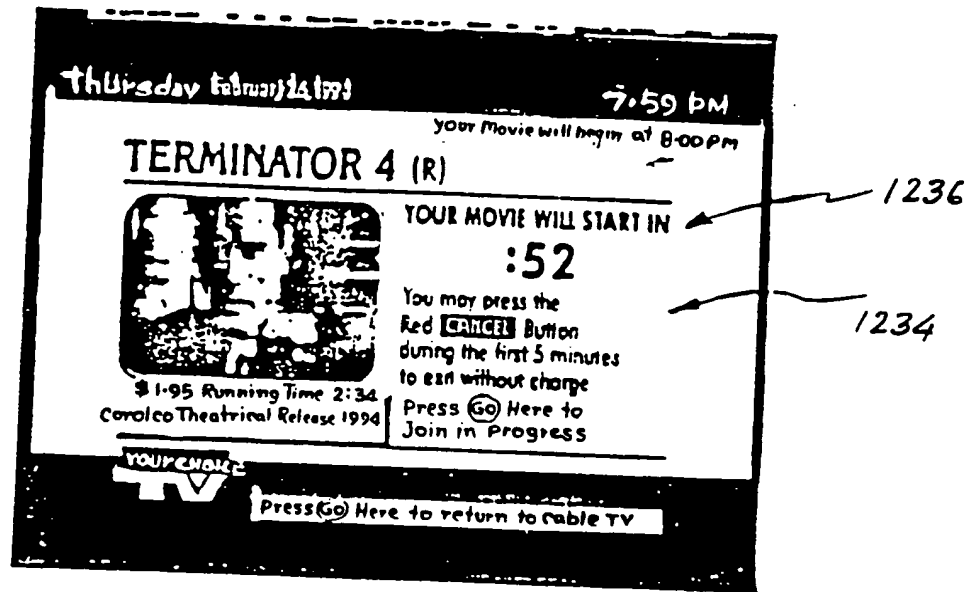 Thursday February 24, 1994
7:59 PM
Your Movie will begin at 8:00 PM
TERMINATOR 4 (R)
YOUR MOVIE WILL START IN
1236
:52
You may press the
Red CANCEL Button
1234
during the first 5 minutes
to exit without charge
$1.95 Running Time 2:34
Press Go Here to
Carolco Theatrical Release 1994
Join in Progress
YOUR CHOICE
TV
Press Go Here to return to cable TV